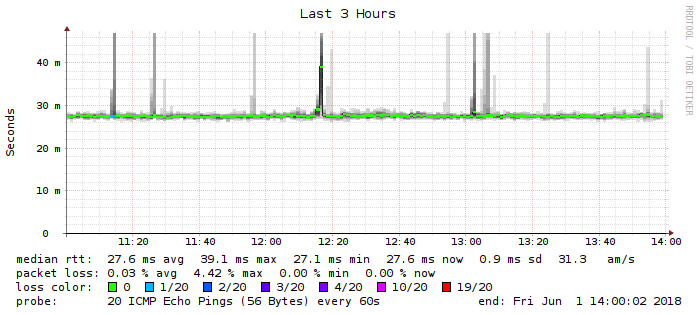 Last 3 Hours
RRDTOOL / TOBI OETIKER
Seconds
40 m
30 m
20 m
10 m
0
11:20 11:40 12:00 12:20 12:40 13:00 13:20 13:40 14:00
median rtt: 27.6 ms avg 39.1 ms max 27.1 ms min 27.6 ms now 0.9 ms sd 31.3 am/s
packet loss: 0.03 % avg 4.42 % max 0.00 % min 0.00 % now
loss color: 0 1/20 2/20 3/20 4/20 10/20 19/20
probe: 20 ICMP Echo Pings (56 Bytes) every 60s end: Fri Jun 1 14:00:02 2018